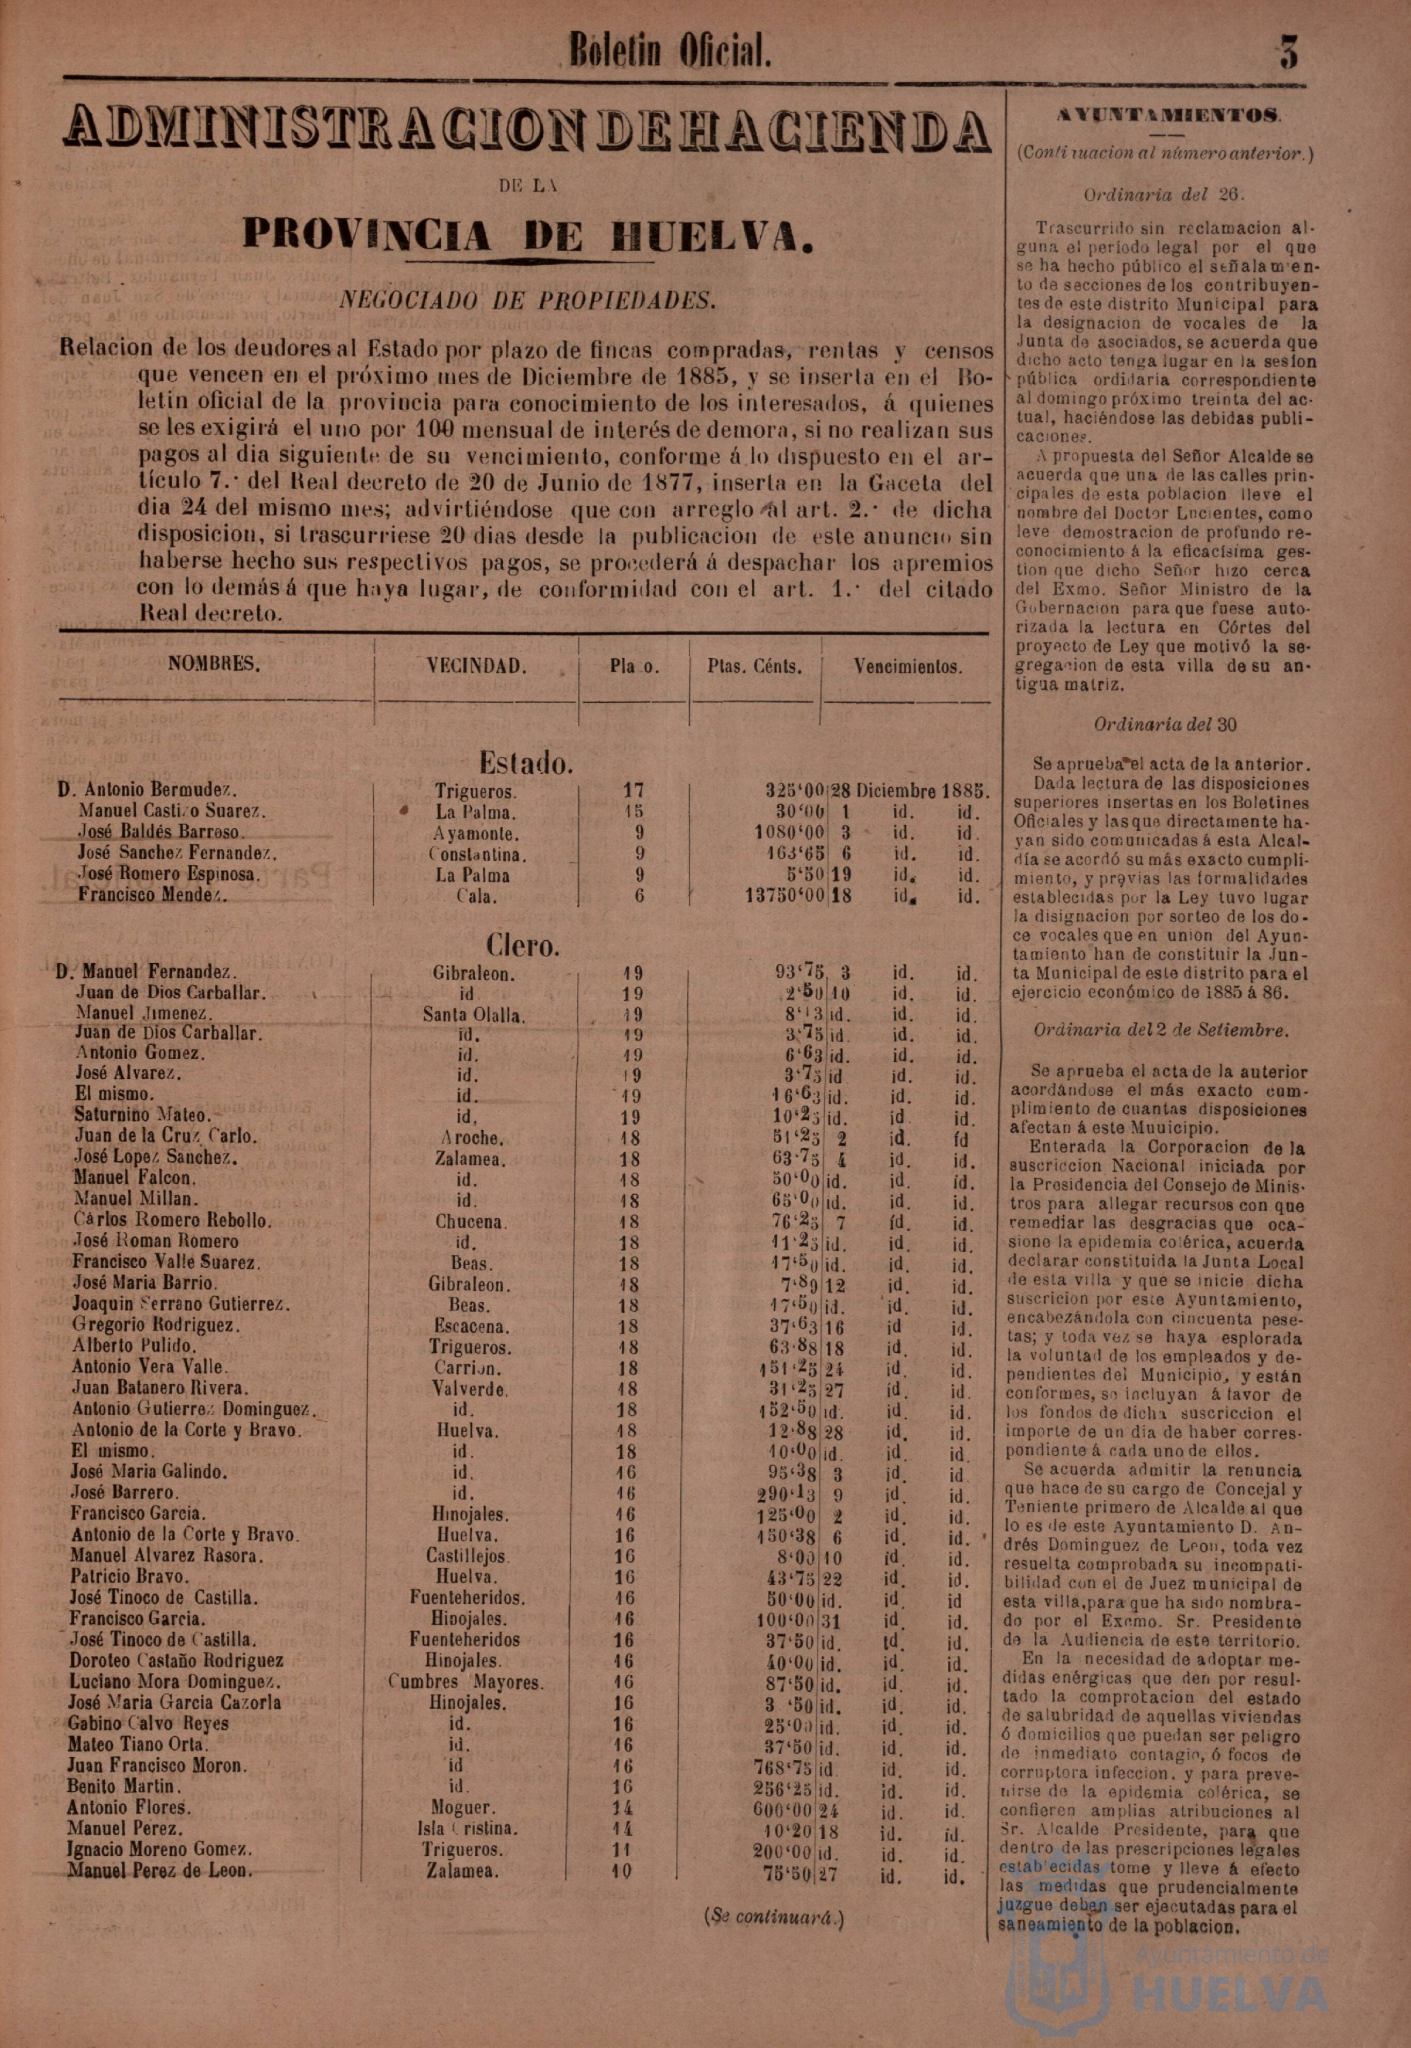 Boletin Oficial.
3
ADMINISTRACION DE HACIENDA
DE LA
PROVINCIA DE HUELVA.
NEGOCIADO DE PROPIEDADES.
Relacion de los deudores al Estado por plazo de fincas compradas, rentas y censos
que vencen en el próximo mes de Diciembre de 1885, y se inserta en el Bo-
letin oficial de la provincia para conocimiento de los interesados, á quienes
se les exigirá el uno por 100 mensual de interés de demora, si no realizan sus
pagos al dia siguiente de su vencimiento, conforme á lo dispuesto en el ar-
tículo 7.· del Real decreto de 20 de Junio de 1877, inserta en la Gaceta del
dia 24 del mismo mes; advirtiéndose que con arreglo al art. 2.· de dicha
disposicion, si trascurriese 20 dias desde la publicacion de este anuncio sin
haberse hecho sus respectivos pagos, se procederá á despachar los apremios
con lo demás á que haya lugar, de conformidad con el art. 1.· del citado
Real decreto.
NOMBRES. VECINDAD. Pla o. Ptas. Cénts. Vencimientos.
Estado.
D. Antonio Bermudez. Trigueros. 17 325'00 28 Diciembre 1885.
Manuel Castizo Suarez. La Palma. 15 30'00 1 id. id.
José Baldés Barroso. Ayamonte. 9 1080'00 3 id. id.
José Sanchez Fernandez. Constantina. 9 163'65 6 id. id.
José Romero Espinosa. La Palma 9 5'50 19 id. id.
Francisco Mendez. Cala. 6 13750'00 18 id. id.
Clero.
D. Manuel Fernandez. Gibraleon. 19 93'75 3 id. id.
Juan de Dios Carballar. id 19 2'50 10 id. id.
Manuel Jimenez. Santa Olalla. 19 8'13 id. id. id.
Juan de Dios Carballar. id. 19 3'75 id. id. id.
Antonio Gomez. id. 19 6'63 id. id. id.
José Alvarez. id. 19 3'75 id id. id.
El mismo. id. 19 16'63 id. id. id.
Saturnino Mateo. id. 19 10'25 id. id. id.
Juan de la Cruz Carlo. Aroche. 18 51'25 2 id. id
José Lopez Sanchez. Zalamea. 18 63'75 4 id. id.
Manuel Falcon. id. 18 50'00 id. id. id.
Manuel Millan. id. 18 65'00 id. id. id.
Cárlos Romero Rebollo. Chucena. 18 76'25 7 id. id.
José Roman Romero id. 18 11'25 id. id. id.
Francisco Valle Suarez. Beas. 18 17'50 id. id. id.
José Maria Barrio. Gibraleon. 18 7'89 12 id. id.
Joaquin Serrano Gutierrez. Beas. 18 17'50 id. id. id.
Gregorio Rodriguez. Escacena. 18 37'63 16 id id.
Alberto Pulido. Trigueros. 18 63'88 18 id. id.
Antonio Vera Valle. Carrion. 18 151'25 24 id. id.
Juan Batanero Rivera. Valverde. 18 31'25 27 id. id.
Antonio Gutierrez Dominguez. id. 18 152'50 id. id. id.
Antonio de la Corte y Bravo. Huelva. 18 12'88 28 id. id.
El mismo. id. 18 10'00 id. id. id.
José Maria Galindo. id. 16 95'38 3 id. id
José Barrero. id. 16 290'13 9 id. id.
Francisco Garcia. Hinojales. 16 125'00 2 id. id.
Antonio de la Corte y Bravo. Huelva. 16 150'38 6 id. id.
Manuel Alvarez Rasora. Castillejos. 16 8'00 10 id. id.
Patricio Bravo. Huelva. 16 43'75 22 id. id.
José Tinoco de Castilla. Fuenteheridos. 16 50'00 id. id. id
Francisco Garcia. Hinojales. 16 100'00 31 id. id.
José Tinoco de Castilla. Fuenteheridos 16 37'50 id. id. id.
Doroteo Castaño Rodriguez Hinojales. 16 40'00 id. id. id.
Luciano Mora Dominguez. Cumbres Mayores. 16 87'50 id. id. id.
José Maria Garcia Cazorla Hinojales. 16 3 '50 id. id. id.
Gabino Calvo Reyes id. 16 25'00 id. id. id.
Mateo Tiano Orta. id. 16 37'50 id. id. id.
Juan Francisco Moron. id 16 768'75 id. id. id.
Benito Martin. id. 16 256'25 id. id. id.
Antonio Flores. Moguer. 14 600'00 24 id. id.
Manuel Perez. Isla Cristina. 14 10'20 18 id. id.
Ignacio Moreno Gomez. Trigueros. 11 200'00 id. id. id.
Manuel Perez de Leon. Zalamea. 10 75'50 27 id. id.
(Se continuará.)
AYUNTAMIENTOS.
(Continuacion al número anterior.)
Ordinaria del 26.
Trascurrido sin reclamacion al-
guna el período legal por el que
se ha hecho público el señalamien-
to de secciones de los contribuyen-
tes de este distrito Municipal para
la designacion de vocales de la
Junta de asociados, se acuerda que
dicho acto tenga lugar en la sesion
pública ordidaria correspondiente
al domingo próximo treinta del ac-
tual, haciéndose las debidas publi-
caciones.
A propuesta del Señor Alcalde se
acuerda que una de las calles prin-
cipales de esta poblacion lleve el
nombre del Doctor Lncientes, como
leve demostracion de profundo re-
conocimiento á la eficacísima ges-
tion que dicho Señor hizo cerca
del Exmo. Señor Ministro de la
Gobernacion para que fuese auto-
rizada la lectura en Córtes del
proyecto de Ley que motivó la se-
gregacion de esta villa de su an-
tigua matriz.
Ordinaria del 30
Se aprueba el acta de la anterior.
Dada lectura de las disposiciones
superiores insertas en los Boletines
Oficiales y las que directamente ha-
yan sido comunicadas á esta Alcal-
día se acordó su más exacto cumpli-
miento, y prévias las formalidades
establecidas por la Ley tuvo lugar
la disignacion por sorteo de los do-
ce vocales que en union del Ayun-
tamiento han de constituir la Jun-
ta Municipal de este distrito para el
ejercicio económico de 1885 á 86.
Ordinaria del 2 de Setiembre.
Se aprueba el acta de la auterior
acordándose el más exacto cum-
plimiento de cuantas disposiciones
afectan á este Muuicipio.
Enterada la Corporacion de la
suscriccion Nacional iniciada por
la Presidencia del Consejo de Minis-
tros para allegar recursos con que
remediar las desgracias que oca-
sione la epidemia colérica, acuerda
declarar constituida la Junta Local
de esta villa y que se inicie dicha
suscricion por este Ayuntamiento,
encabezándola con cincuenta pese-
tas; y toda vez se haya esplorada
la voluntad de los empleados y de-
pendientes del Municipio, y están
conformes, se incluyan á favor de
los fondos de dicha suscriccion el
importe de un dia de haber corres-
pondiente á cada uno de ellos.
Se acuerda admitir la renuncia
que hace de su cargo de Concejal y
Teniente primero de Alcalde al que
lo es de este Ayuntamiento D. An-
drés Dominguez de Leon, toda vez
resulta comprobada su incompati-
bilidad con el de Juez municipal de
esta villa, para que ha sido nombra-
do por el Excmo. Sr. Presidente
de la Audiencia de este territorio.
En la necesidad de adoptar me-
didas enérgicas que den por resul-
tado la comprobacion del estado
de salubridad de aquellas viviendas
ó domicilios que puedan ser peligro
de inmediato contagio, ó focos de
corruptora infeccion. y para preve-
nirse de la epidemia colérica, se
confieren amplias atribuciones al
Sr. Alcalde Presidente, para que
dentro de las prescripciones legales
establecidas tome y lleve á efecto
las medidas que prudencialmente
juzgue deban ser ejecutadas para el
saneamiento de la poblacion.
Ayuntamiento de
HUELVA